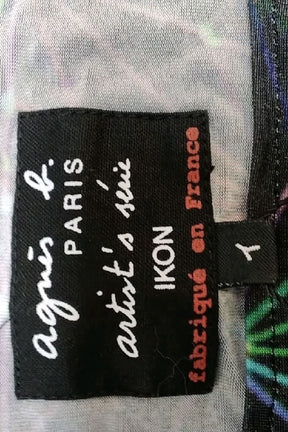 agnès b.
PARIS
artist's série
IKON
fabriqué en France
1